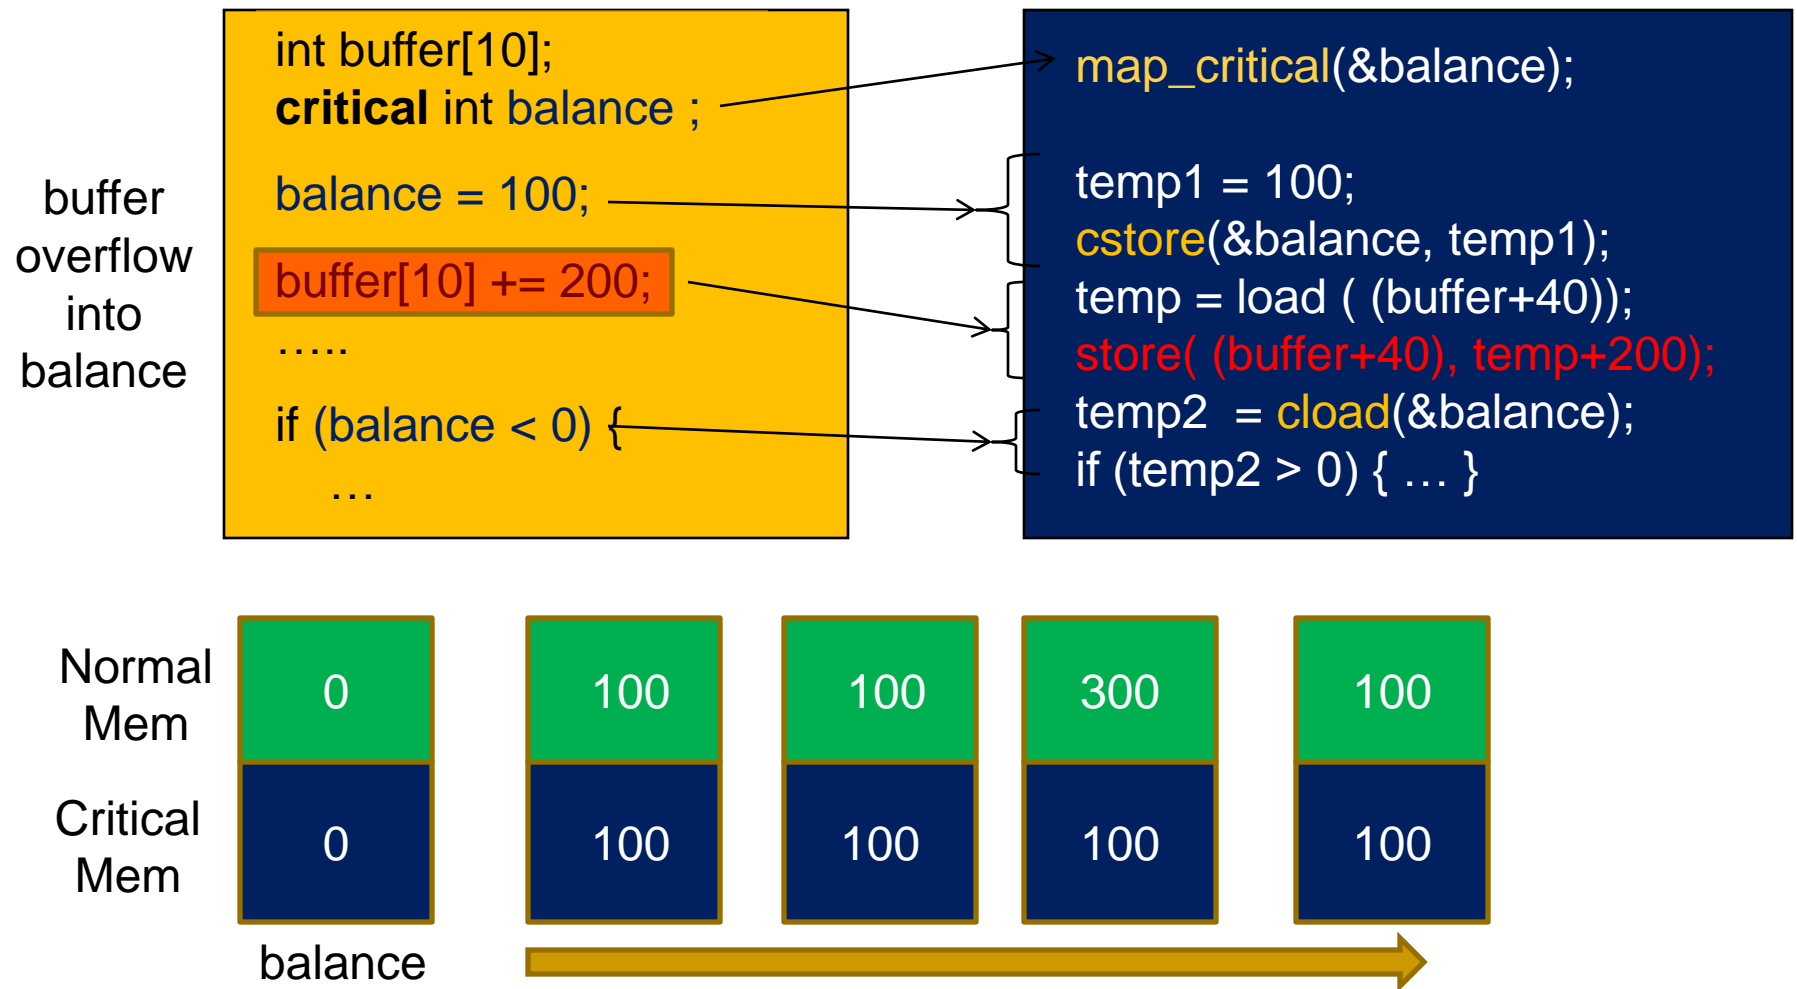 buffer
overflow
into
balance
int buffer[10];
critical int balance ;
balance = 100;
buffer[10] += 200;
…..
if (balance < 0) {
…
map_critical(&balance);
temp1 = 100;
cstore(&balance, temp1);
temp = load ( (buffer+40));
store( (buffer+40), temp+200);
temp2  = cload(&balance);
if (temp2 > 0) { … }
Normal
Mem
0 100 100 300 100
Critical
Mem
0 100 100 100 100
balance